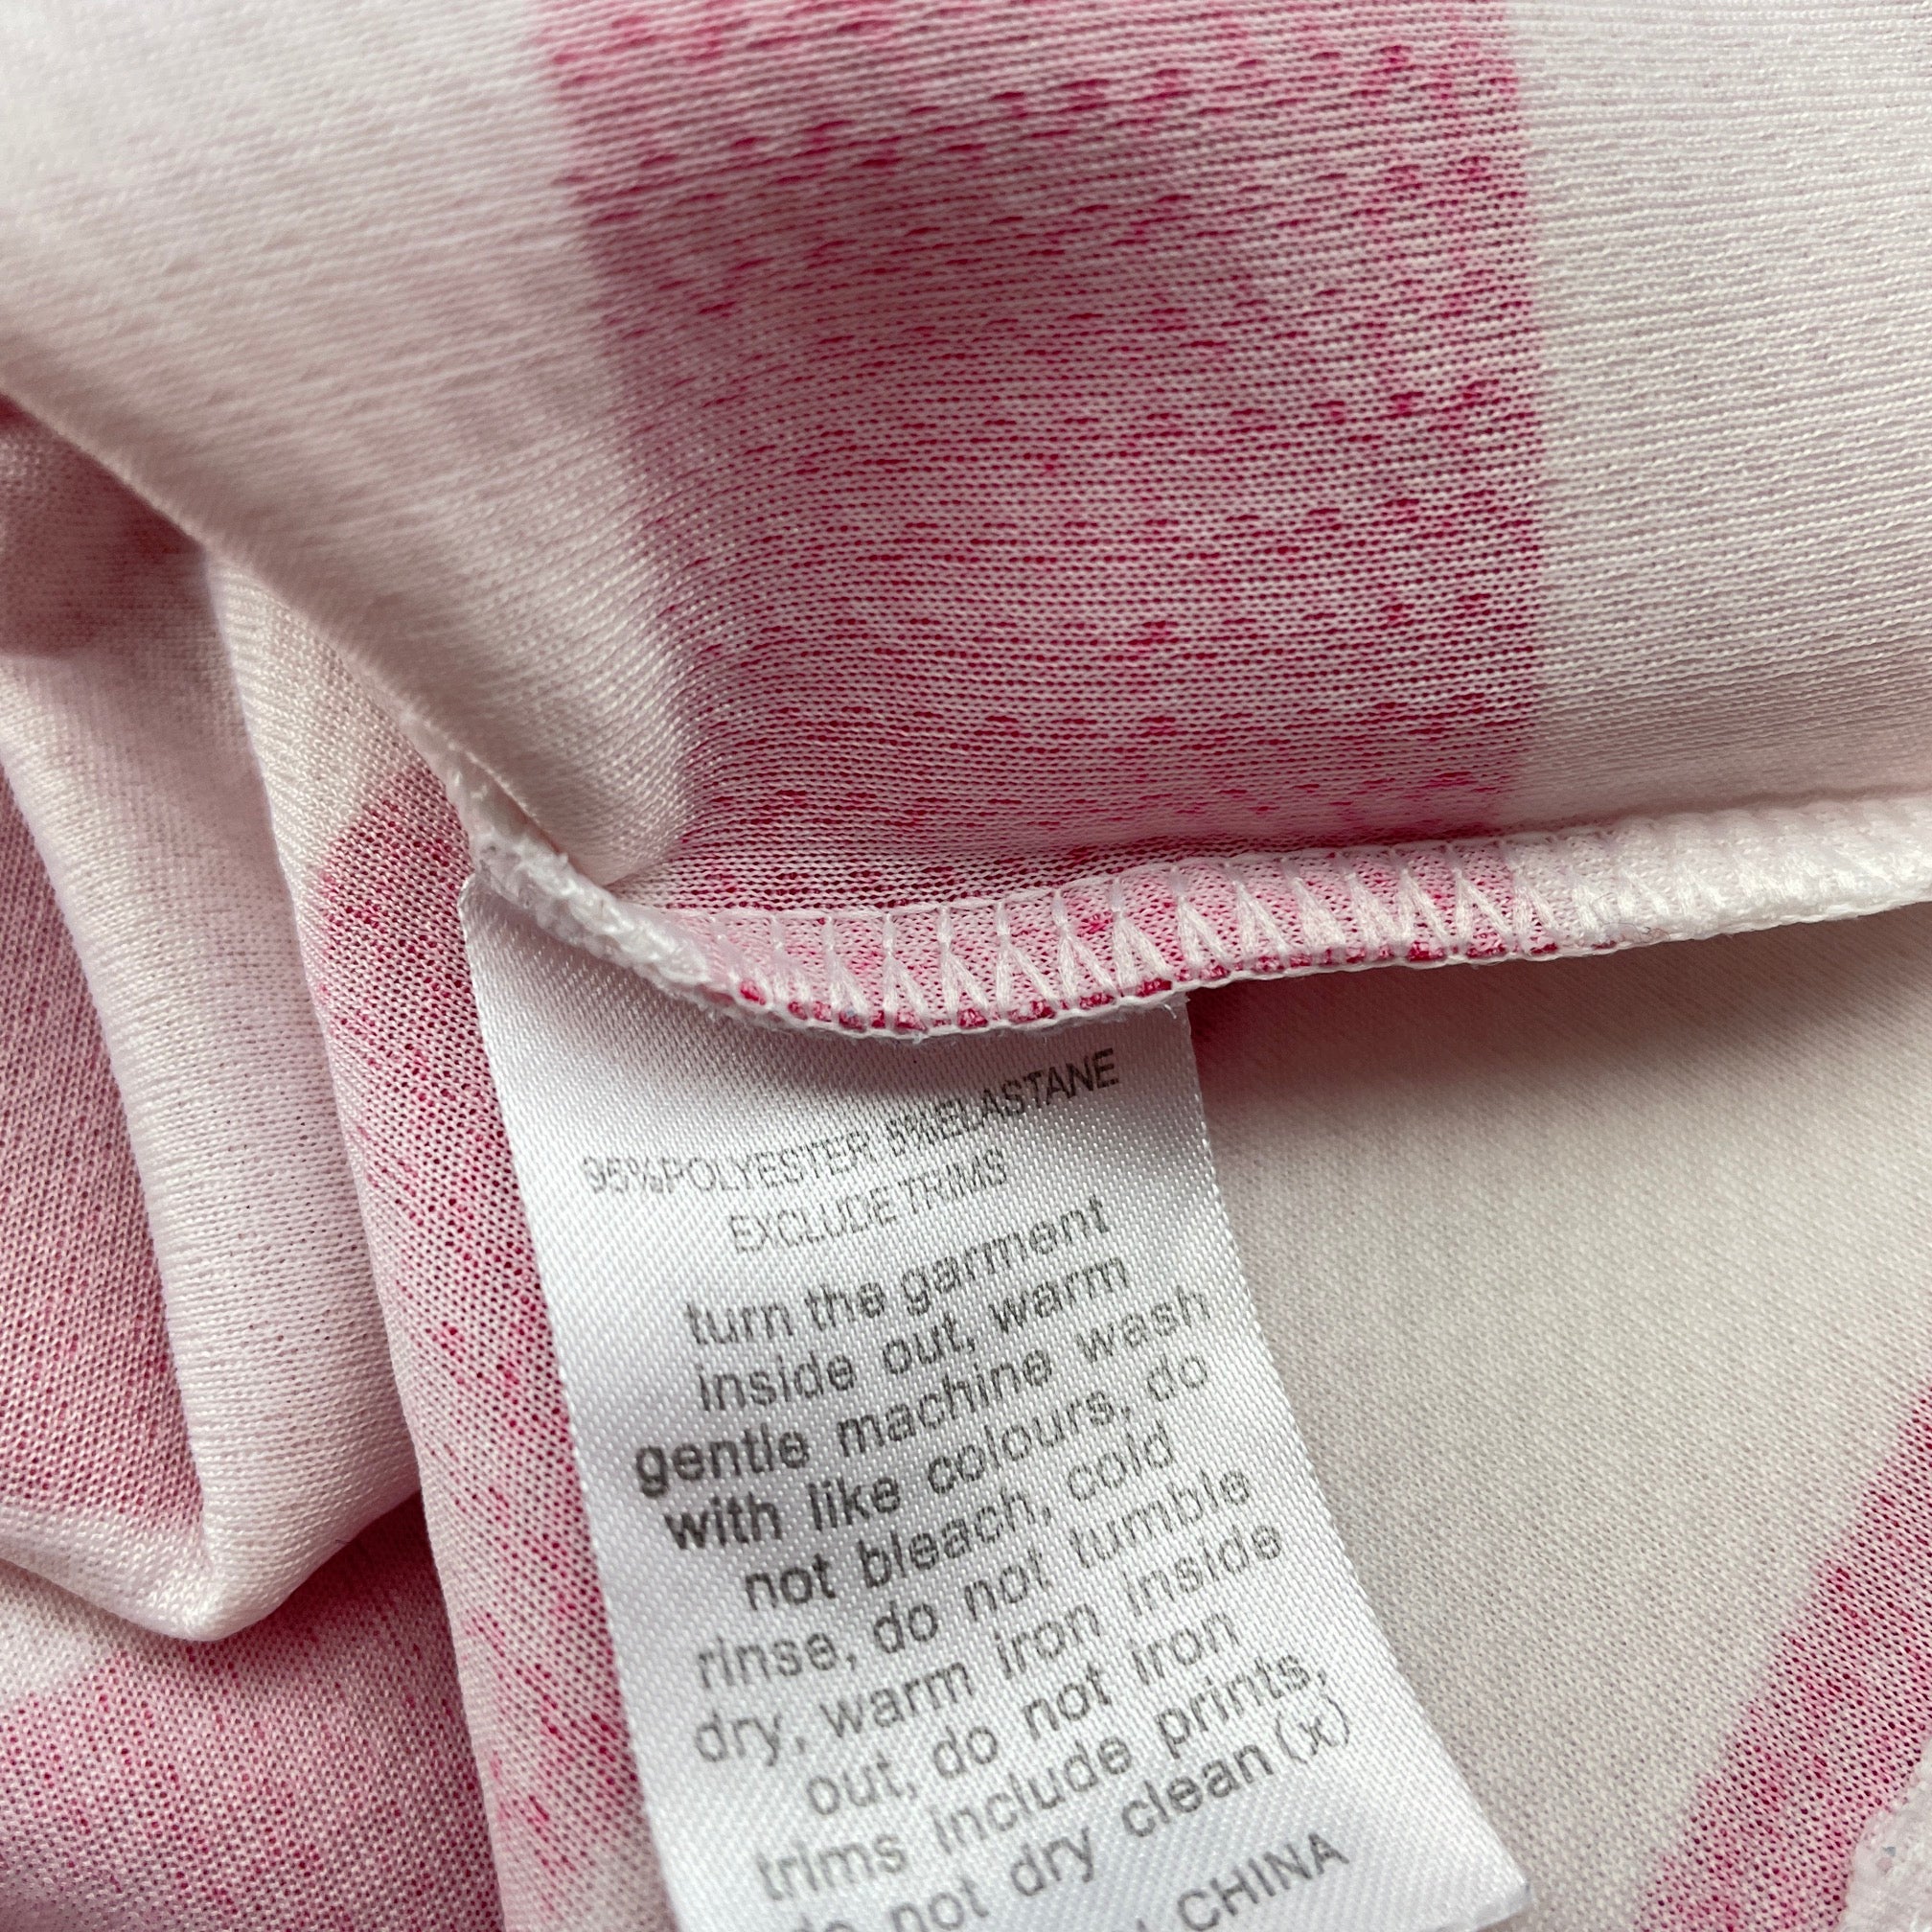 95%POLYESTER 5%ELASTANE
EXCLUDE TRIMS
turn the garment
inside out, warm
gentle machine wash
with like colours, do
not bleach, cold
rinse, do not tumble
dry, warm iron inside
out, do not iron
trims include prints,
not dry clean (x)
CHINA